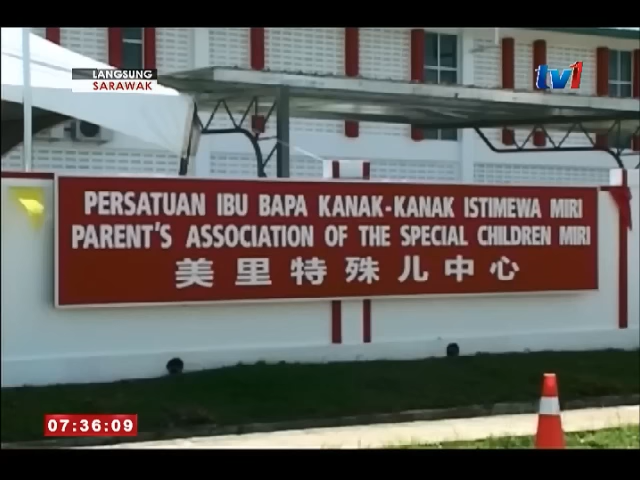 LANGSUNG
SARAWAK
tv1
PERSATUAN IBU BAPA KANAK-KANAK ISTIMEWA MIRI
PARENT'S ASSOCIATION OF THE SPECIAL CHILDREN MIRI
美里特殊儿中心
07:36:09